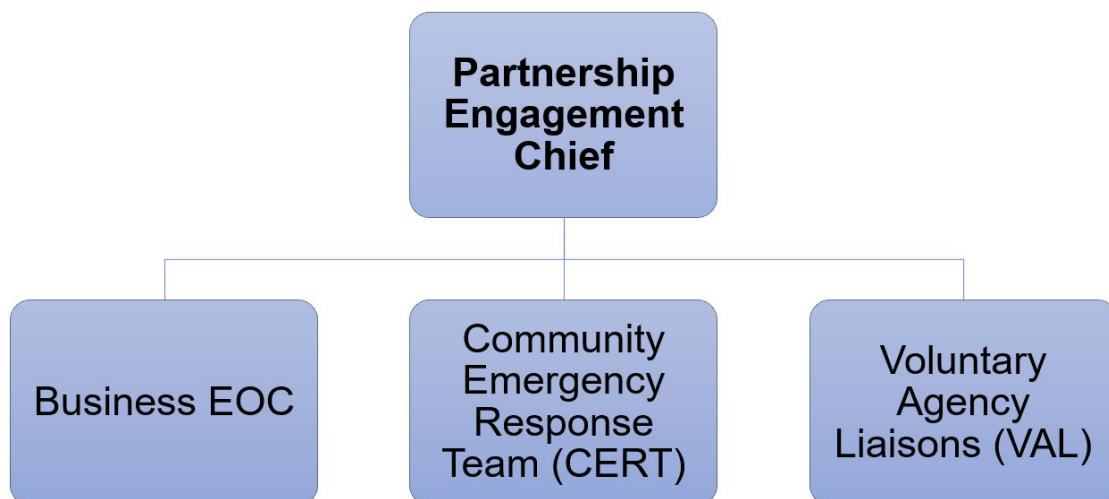 Partnership
Engagement
Chief
Business EOC
Community
Emergency
Response
Team (CERT)
Voluntary
Agency
Liaisons (VAL)